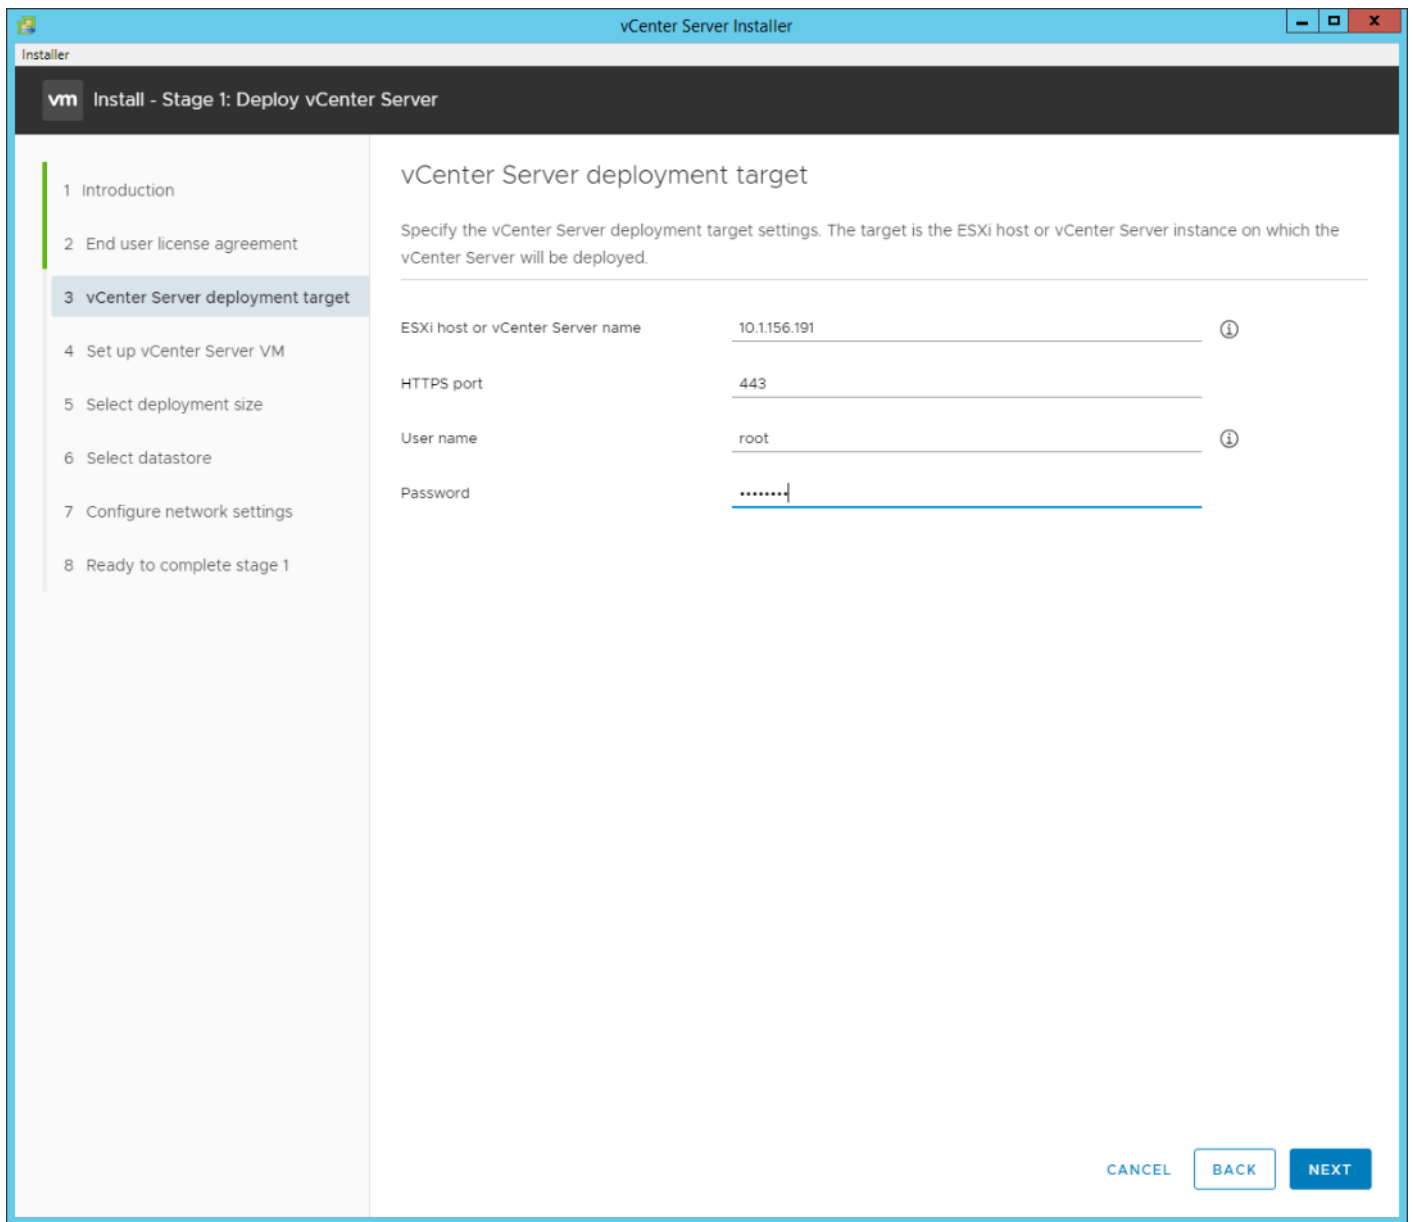 vCenter Server Installer
Installer
vm Install - Stage 1: Deploy vCenter Server
1 Introduction
2 End user license agreement
3 vCenter Server deployment target
4 Set up vCenter Server VM
5 Select deployment size
6 Select datastore
7 Configure network settings
8 Ready to complete stage 1
vCenter Server deployment target
Specify the vCenter Server deployment target settings. The target is the ESXi host or vCenter Server instance on which the
vCenter Server will be deployed.
ESXi host or vCenter Server name 10.1.156.191
HTTPS port 443
User name root
Password ••••••••
CANCEL BACK NEXT